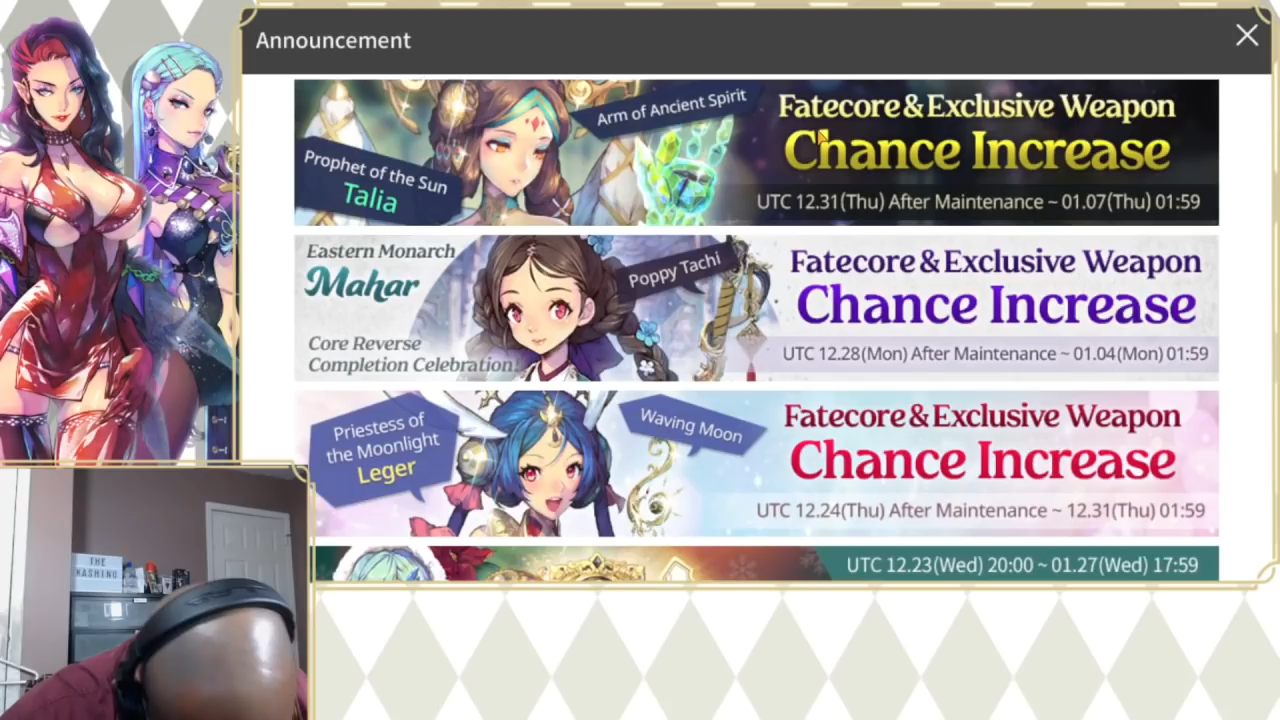 Announcement
Prophet of the Sun
Talia
Arm of Ancient Spirit
Fatecore & Exclusive Weapon
Chance Increase
UTC 12.31(Thu) After Maintenance ~ 01.07(Thu) 01:59
Eastern Monarch
Mahar
Core Reverse
Completion Celebration!
Poppy Tachi
Fatecore & Exclusive Weapon
Chance Increase
UTC 12.28(Mon) After Maintenance ~ 01.04(Mon) 01:59
Priestess of
the Moonlight
Leger
Waving Moon
Fatecore & Exclusive Weapon
Chance Increase
UTC 12.24(Thu) After Maintenance ~ 12.31(Thu) 01:59
UTC 12.23(Wed) 20:00 ~ 01.27(Wed) 17:59
THE